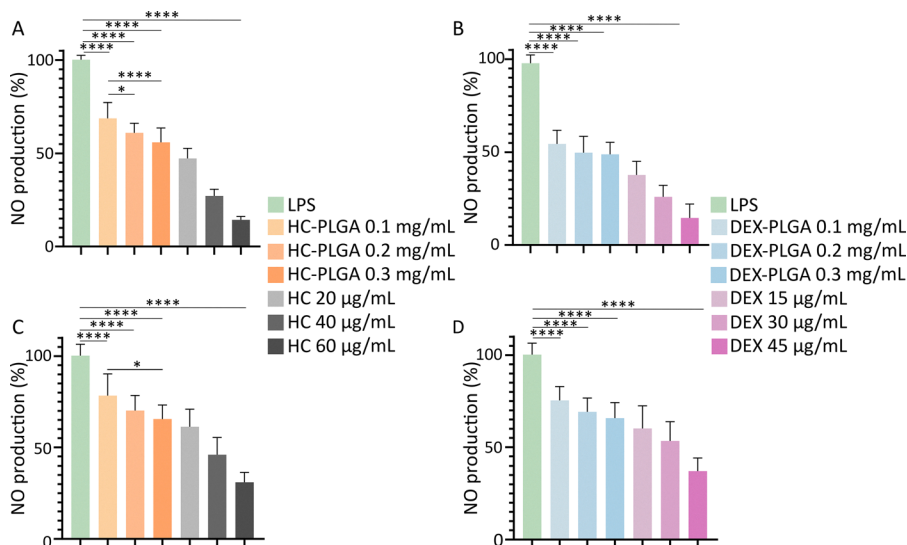 A
****
****
****
****
****
*
NO production (%)
100
50
0
LPS
HC-PLGA 0.1 mg/mL
HC-PLGA 0.2 mg/mL
HC-PLGA 0.3 mg/mL
HC 20 µg/mL
HC 40 µg/mL
HC 60 µg/mL
B
****
****
****
****
NO production (%)
100
50
0
LPS
DEX-PLGA 0.1 mg/mL
DEX-PLGA 0.2 mg/mL
DEX-PLGA 0.3 mg/mL
DEX 15 µg/mL
DEX 30 µg/mL
DEX 45 µg/mL
C
****
****
****
****
*
NO production (%)
100
50
0
D
****
****
****
****
NO production (%)
100
50
0